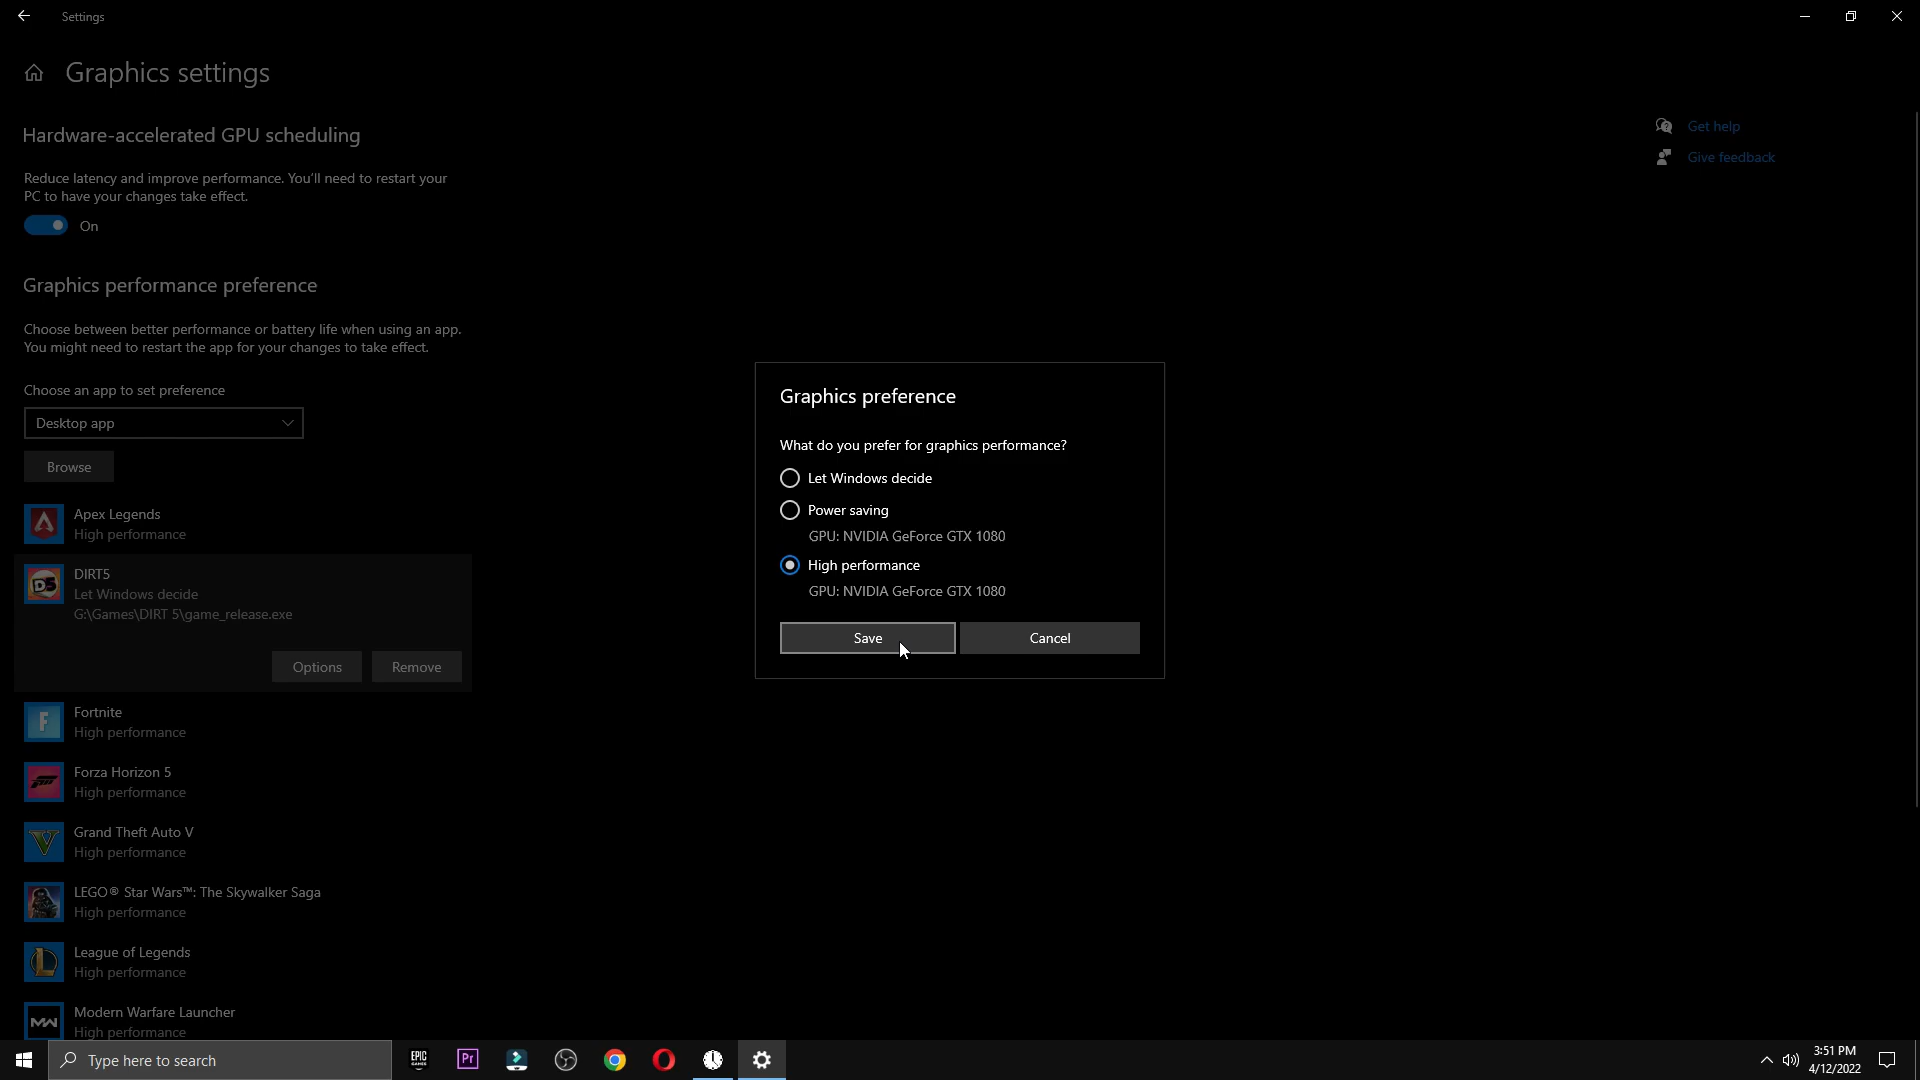 Settings
Graphics settings
Hardware-accelerated GPU scheduling
Reduce latency and improve performance. You'll need to restart your
PC to have your changes take effect.
On
Graphics performance preference
Choose between better performance or battery life when using an app.
You might need to restart the app for your changes to take effect.
Choose an app to set preference
Desktop app
Browse
Apex Legends
High performance
D5
DIRT5
Let Windows decide
G:\Games\DIRT 5\game_release.exe
Options
Remove
F
Fortnite
High performance
Forza Horizon 5
High performance
V
Grand Theft Auto V
High performance
LEGO® Star Wars™: The Skywalker Saga
High performance
L
League of Legends
High performance
MW
Modern Warfare Launcher
High performance
Get help
Give feedback
Graphics preference
What do you prefer for graphics performance?
Let Windows decide
Power saving
GPU: NVIDIA GeForce GTX 1080
High performance
GPU: NVIDIA GeForce GTX 1080
Save
Cancel
Type here to search
EPIC
GAMES
Pr
3:51 PM
4/12/2022